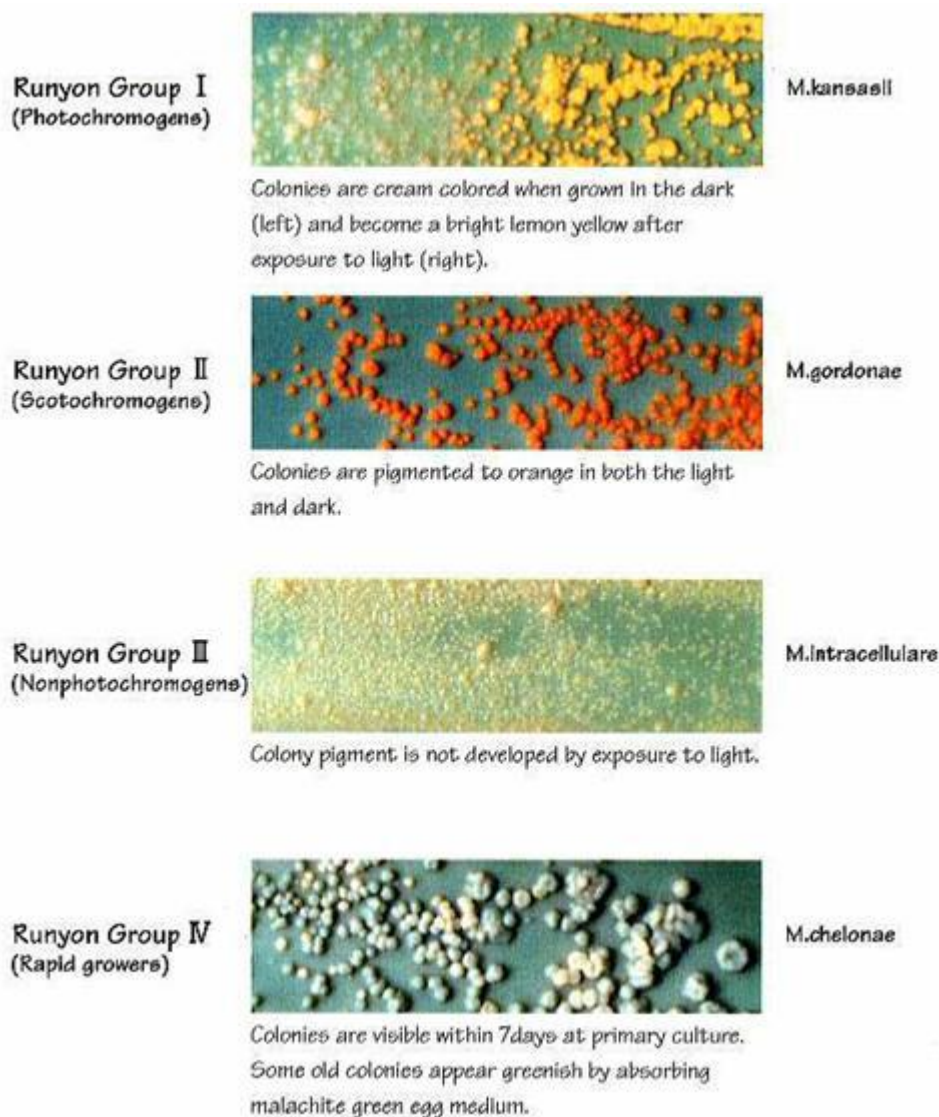 Runyon Group I
(Photochromogens)
M.kansasii
Colonies are cream colored when grown in the dark
(left) and become a bright lemon yellow after
exposure to light (right).
Runyon Group II
(Scotochromogens)
M.gordonae
Colonies are pigmented to orange in both the light
and dark.
Runyon Group III
(Nonphotochromogens)
M.intracellulare
Colony pigment is not developed by exposure to light.
Runyon Group IV
(Rapid growers)
M.chelonae
Colonies are visible within 7days at primary culture.
Some old colonies appear greenish by absorbing
malachite green egg medium.